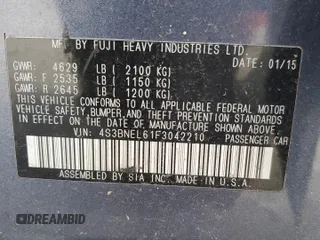 MFD BY FUJI HEAVY INDUSTRIES LTD.
DATE: 01/15
GVWR: 4629 LB ( 2100 KG)
GAWR: F 2535 LB ( 1150 KG)
GAWR: R 2645 LB ( 1200 KG)
THIS VEHICLE CONFORMS TO ALL APPLICABLE FEDERAL MOTOR VEHICLE
SAFETY, BUMPER, AND THEFT PREVENTION STANDARDS IN EFFECT ON THE
DATE OF MANUFACTURE SHOWN ABOVE.
VIN: 4S3BNEL61F3042210 PASSENGER CAR
ASSEMBLED BY SIA INC. MADE IN U.S.A.
DREAMBID